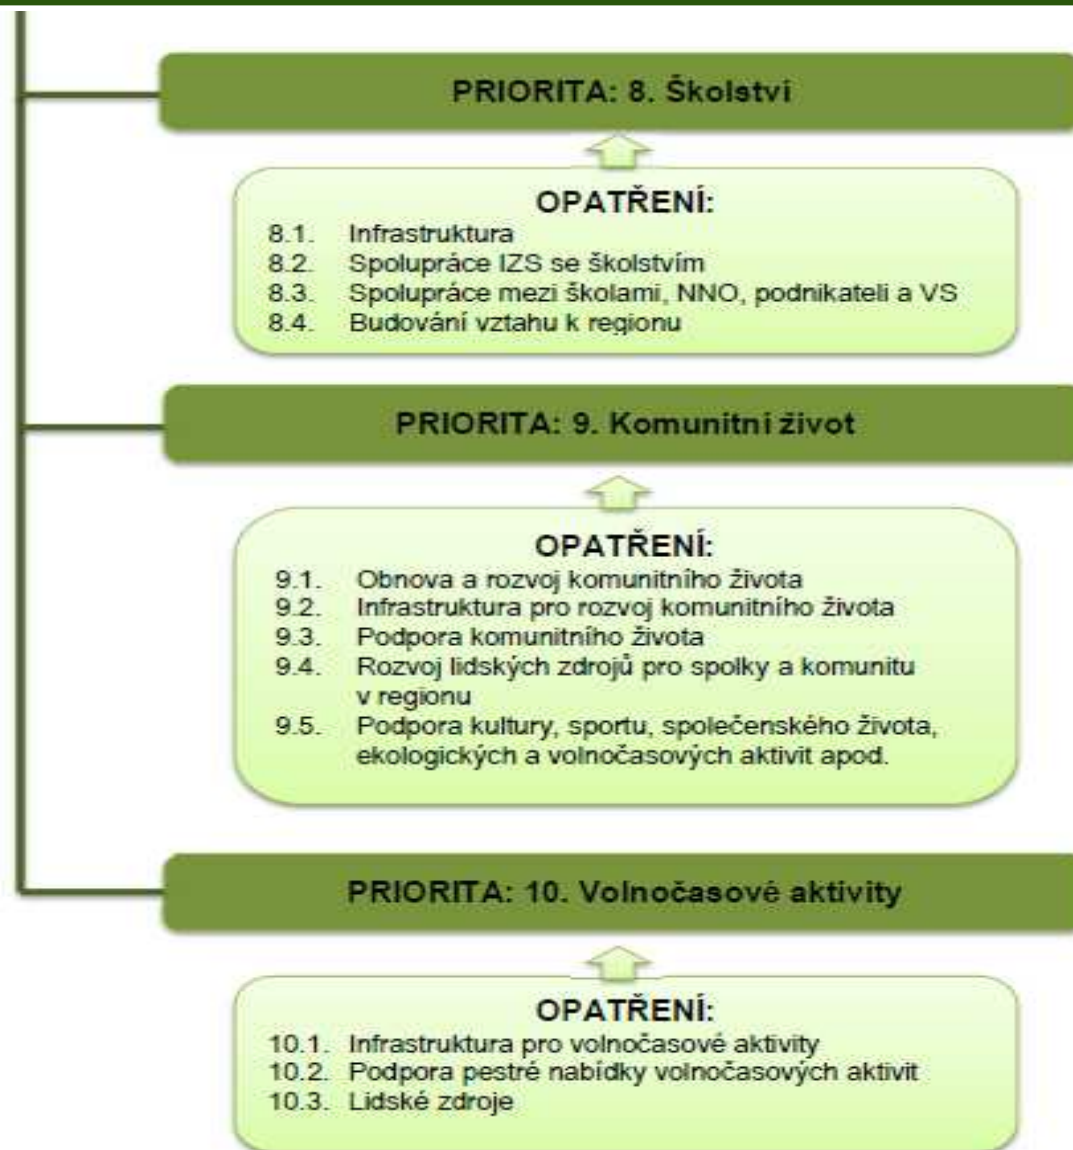 PRIORITA: 8. Školství
OPATŘENÍ:
8.1. Infrastruktura
8.2. Spolupráce IZS se školstvím
8.3. Spolupráce mezi školami, NNO, podnikateli a VS
8.4. Budování vztahu k regionu
PRIORITA: 9. Komunitní život
OPATŘENÍ:
9.1. Obnova a rozvoj komunitního života
9.2. Infrastruktura pro rozvoj komunitního života
9.3. Podpora komunitního života
9.4. Rozvoj lidských zdrojů pro spolky a komunitu
v regionu
9.5. Podpora kultury, sportu, společenského života,
ekologických a volnočasových aktivit apod.
PRIORITA: 10. Volnočasové aktivity
OPATŘENÍ:
10.1. Infrastruktura pro volnočasové aktivity
10.2. Podpora pestré nabídky volnočasových aktivit
10.3. Lidské zdroje